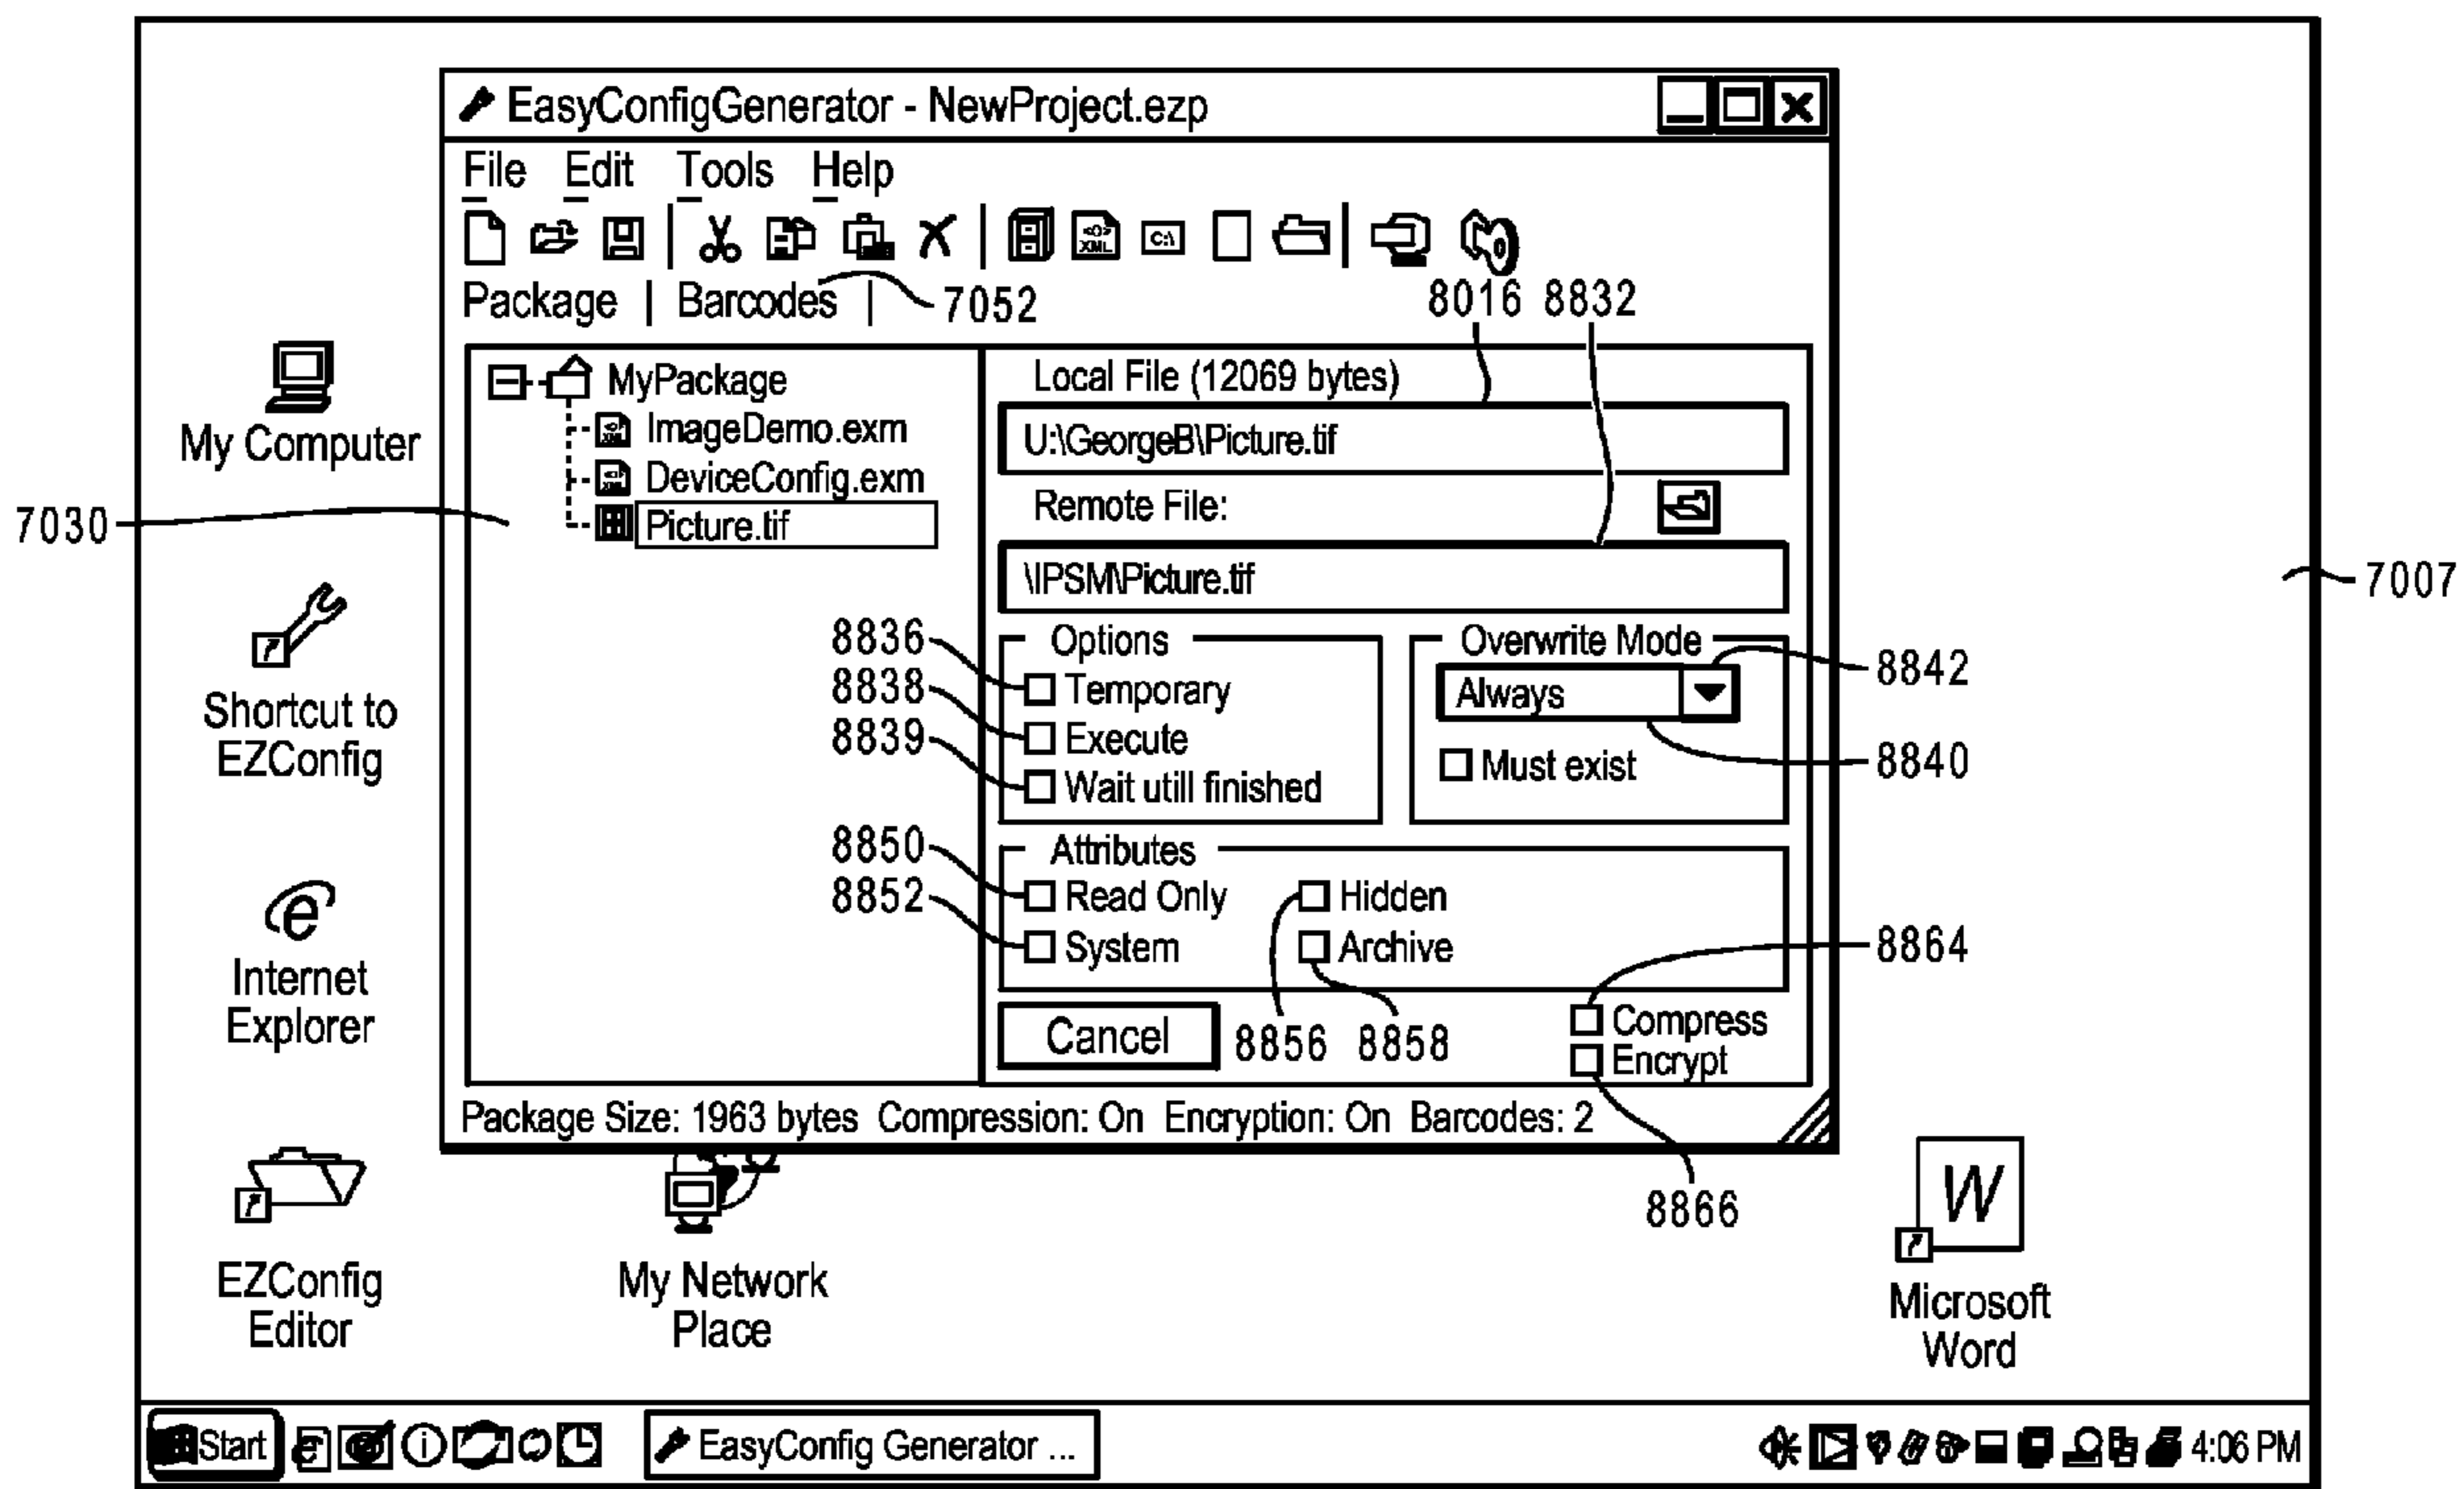 EasyConfigGenerator - NewProject.ezp
File Edit Tools Help
XML C:\
Package | Barcodes |
7052
8016 8832
MyPackage
ImageDemo.exm
DeviceConfig.exm
Picture.tif
7030
Local File (12069 bytes)
U:\GeorgeB\Picture.tif
Remote File:
\IPSM\Picture.tif
7007
8836
8838
8839
Options
Temporary
Execute
Wait utill finished
Overwrite Mode
Always
Must exist
8842
8840
8850
8852
Attributes
Read Only
Hidden
System
Archive
8864
Cancel
8856 8858
Compress
Encrypt
Package Size: 1963 bytes Compression: On Encryption: On Barcodes: 2
8866
My Computer
Shortcut to
EZConfig
e
Internet
Explorer
EZConfig
Editor
My Network
Place
W
Microsoft
Word
Start
e
i
EasyConfig Generator ...
4:06 PM